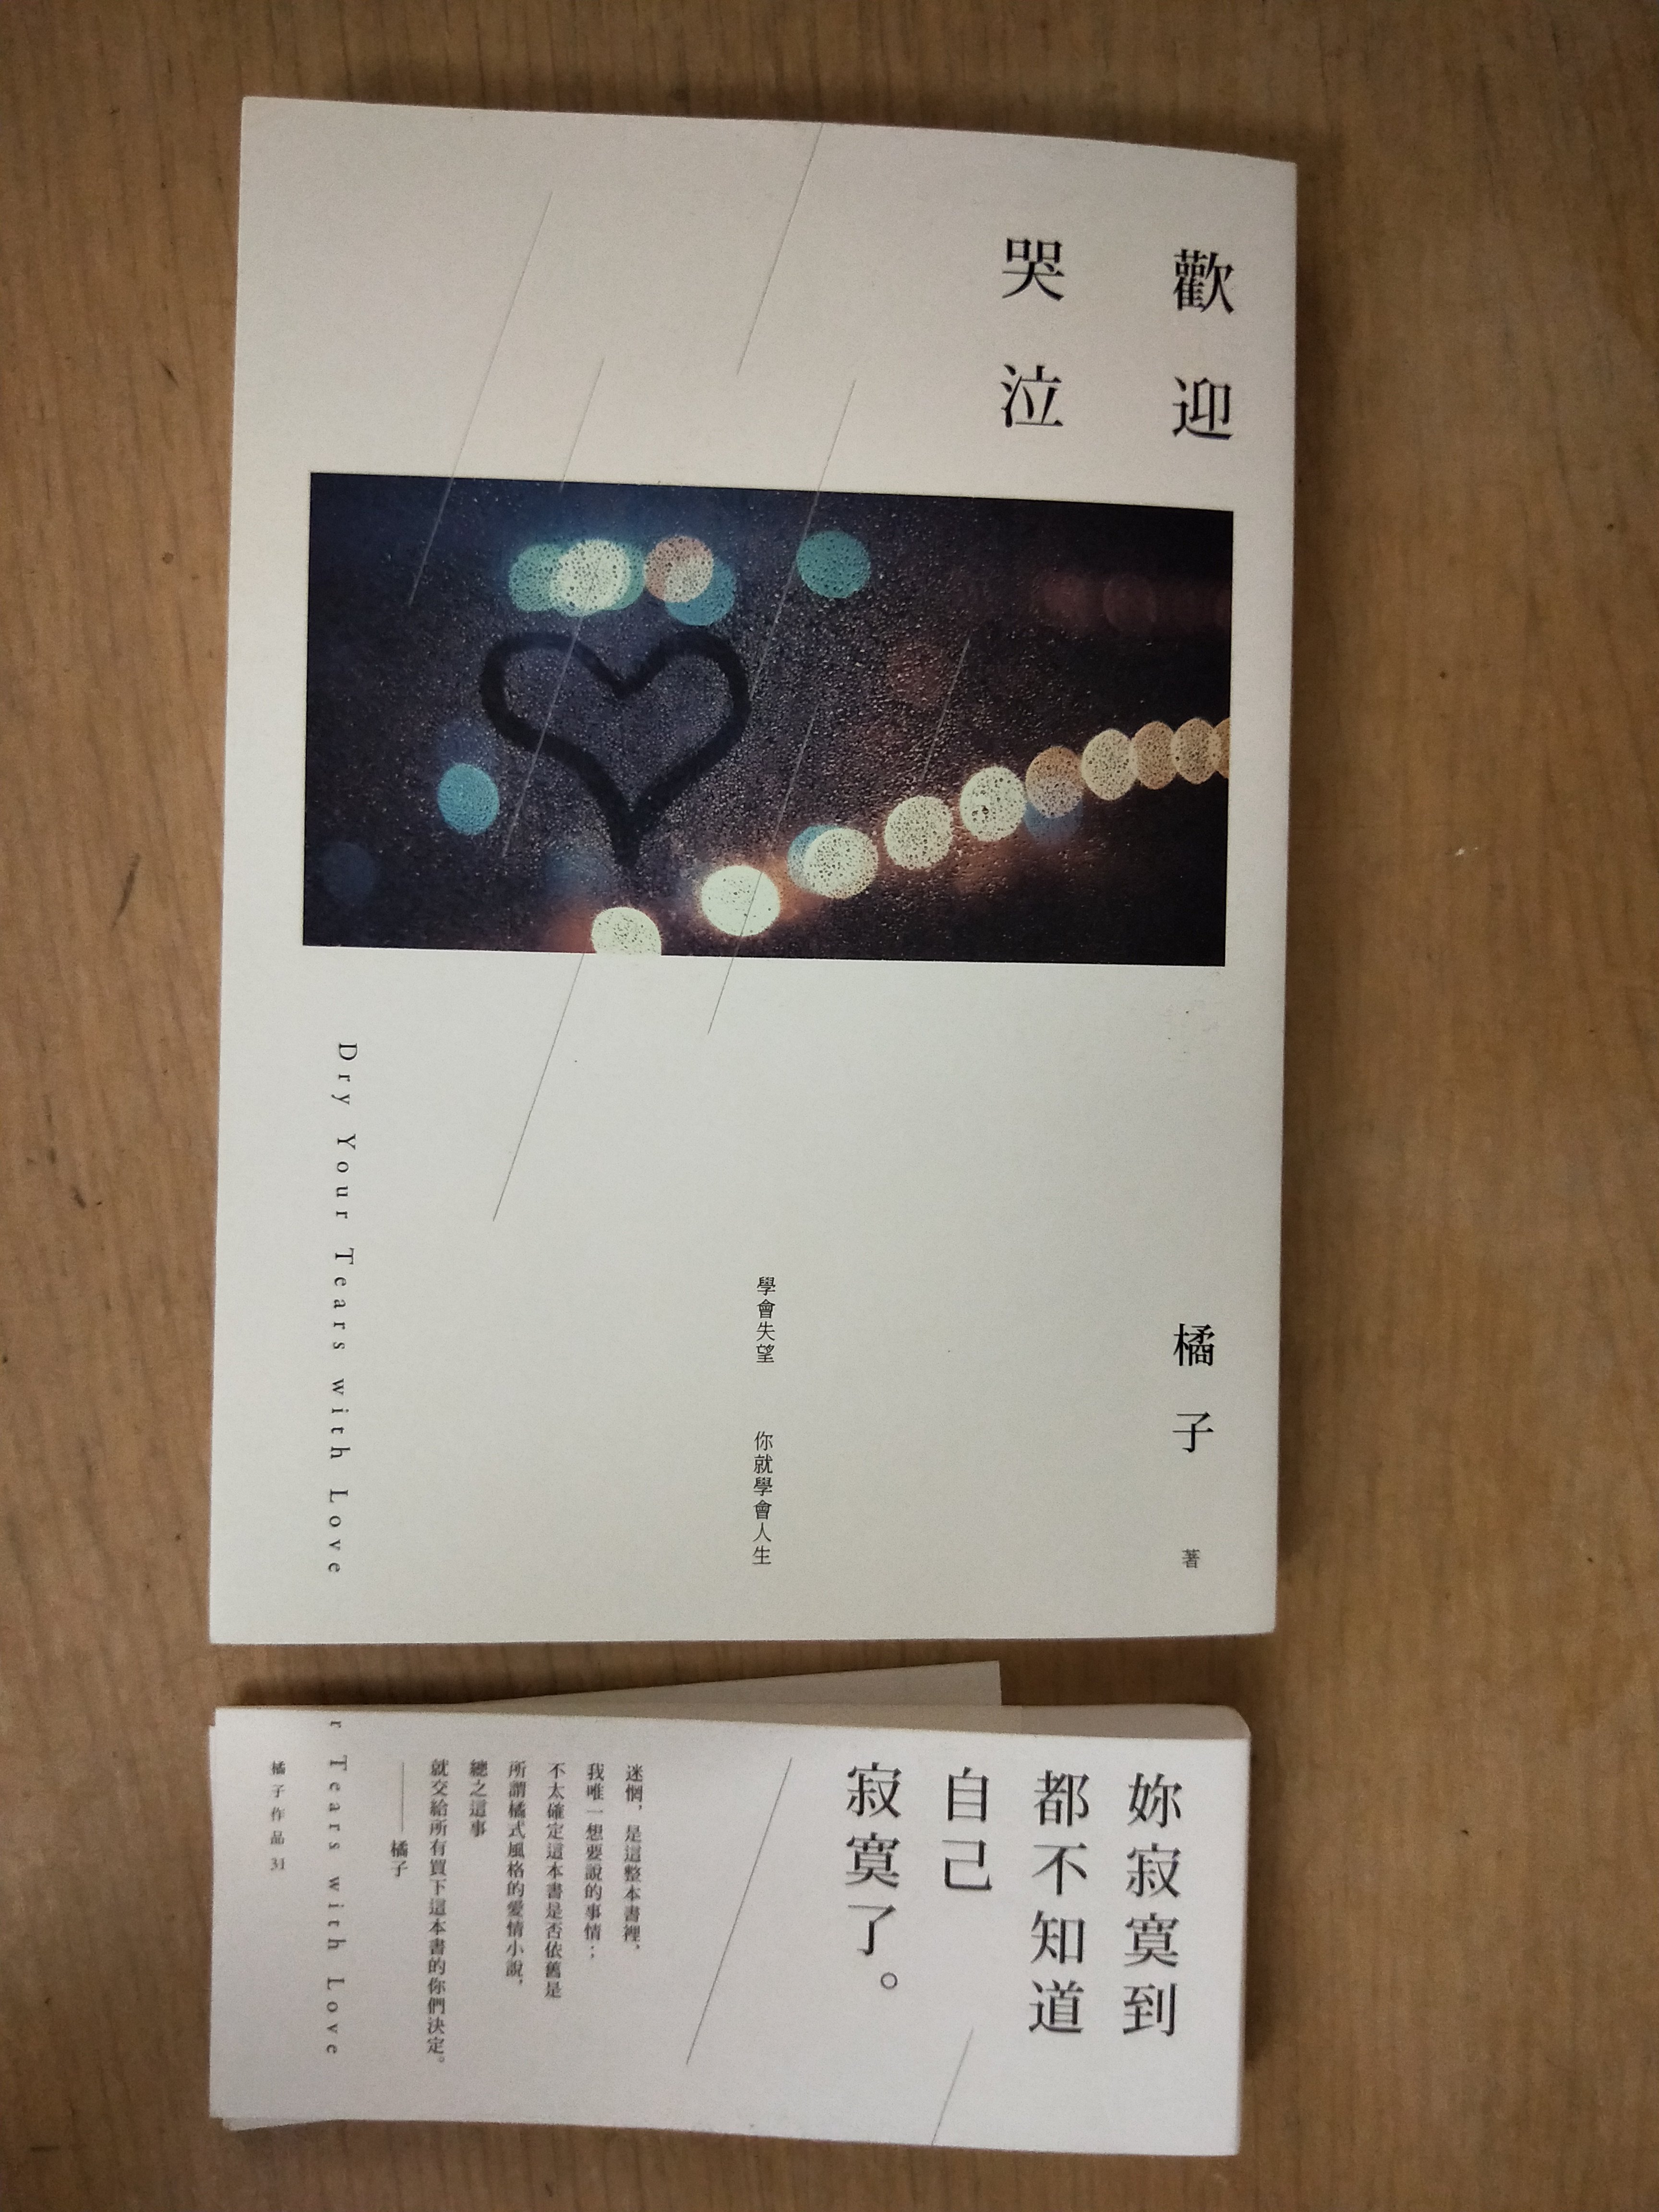 歡迎
哭泣
橘子 著
學會失望 你就學會人生
Dry Your Tears with Love
妳寂寞到
都不知道
自己
寂寞了。
迷惘，是這整本書裡，
我唯一想要說的事情；
不太確定這本書是否依舊是
所謂橘式風格的愛情小說，
總之這事
就交給所有買下這本書的你們決定。
——橘子
r Tears with Love
橘子作品 31